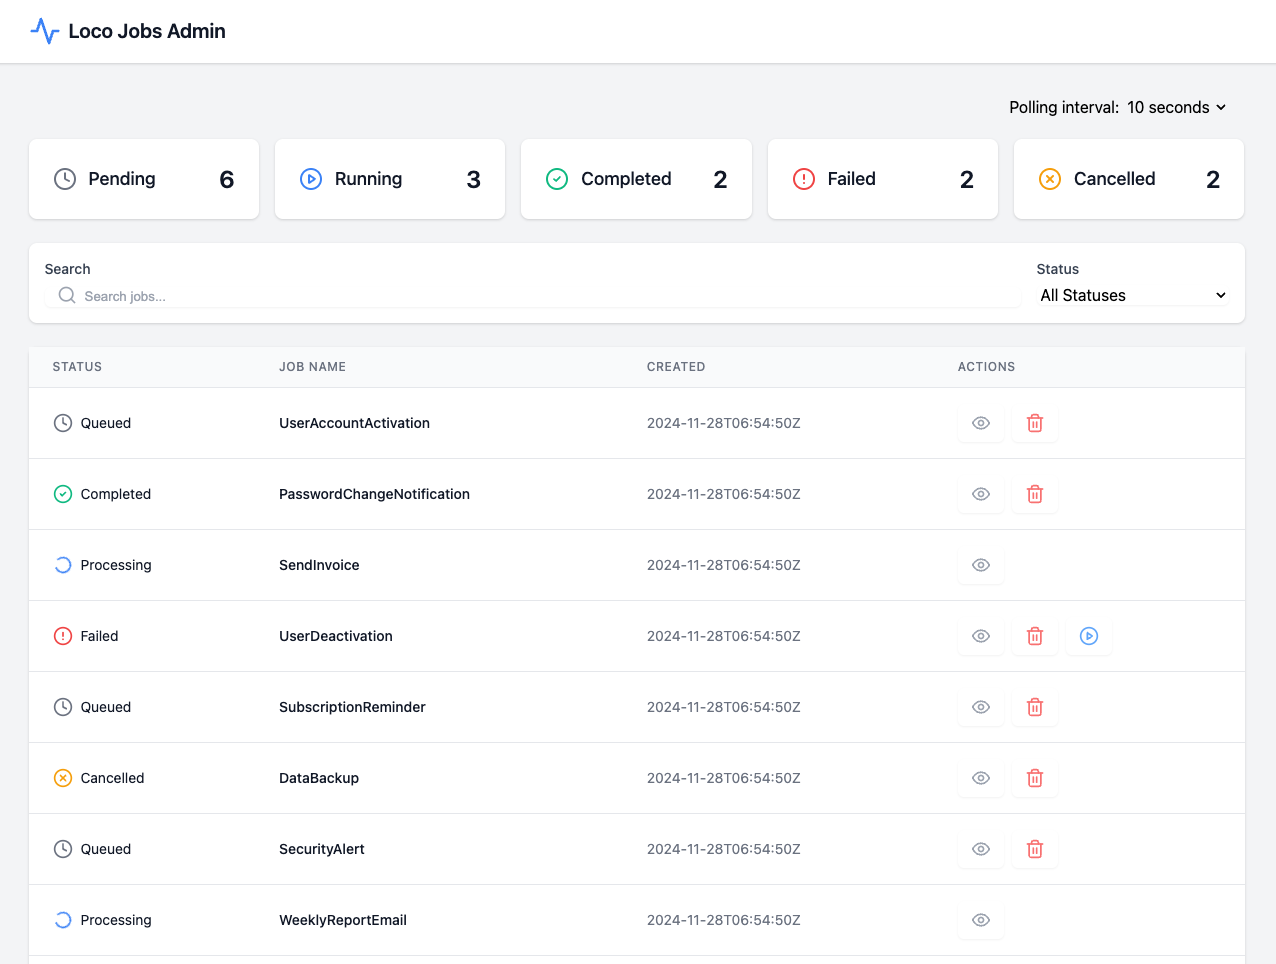 Loco Jobs Admin
Polling interval: 10 seconds
Pending 6
Running 3
Completed 2
Failed 2
Cancelled 2
Search
Search jobs...
Status
All Statuses
STATUS JOB NAME CREATED ACTIONS
Queued UserAccountActivation 2024-11-28T06:54:50Z
Completed PasswordChangeNotification 2024-11-28T06:54:50Z
Processing SendInvoice 2024-11-28T06:54:50Z
Failed UserDeactivation 2024-11-28T06:54:50Z
Queued SubscriptionReminder 2024-11-28T06:54:50Z
Cancelled DataBackup 2024-11-28T06:54:50Z
Queued SecurityAlert 2024-11-28T06:54:50Z
Processing WeeklyReportEmail 2024-11-28T06:54:50Z